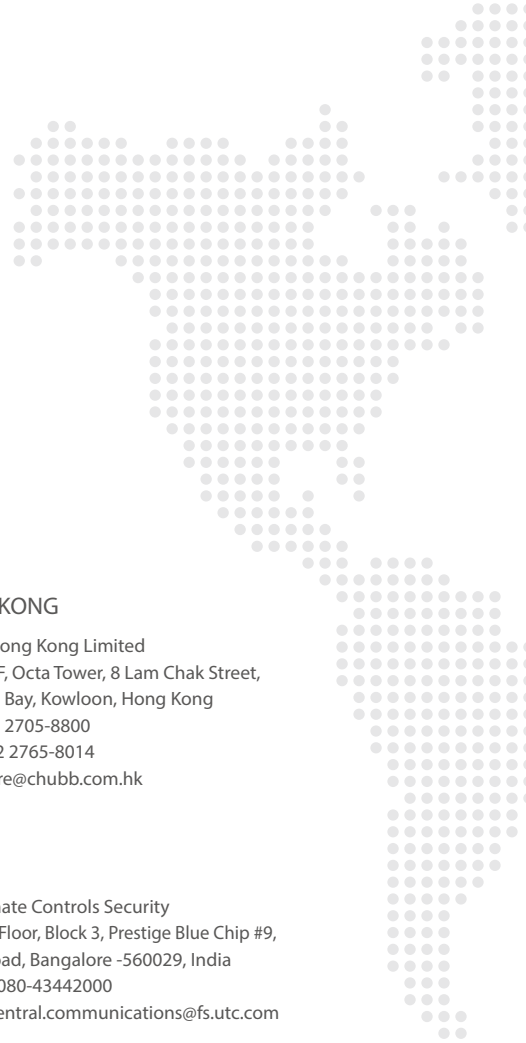 KONG
ong Kong Limited
F, Octa Tower, 8 Lam Chak Street,
Bay, Kowloon, Hong Kong
2705-8800
2 2765-8014
re@chubb.com.hk
ate Controls Security
Floor, Block 3, Prestige Blue Chip #9,
ad, Bangalore -560029, India
080-43442000
entral.communications@fs.utc.com